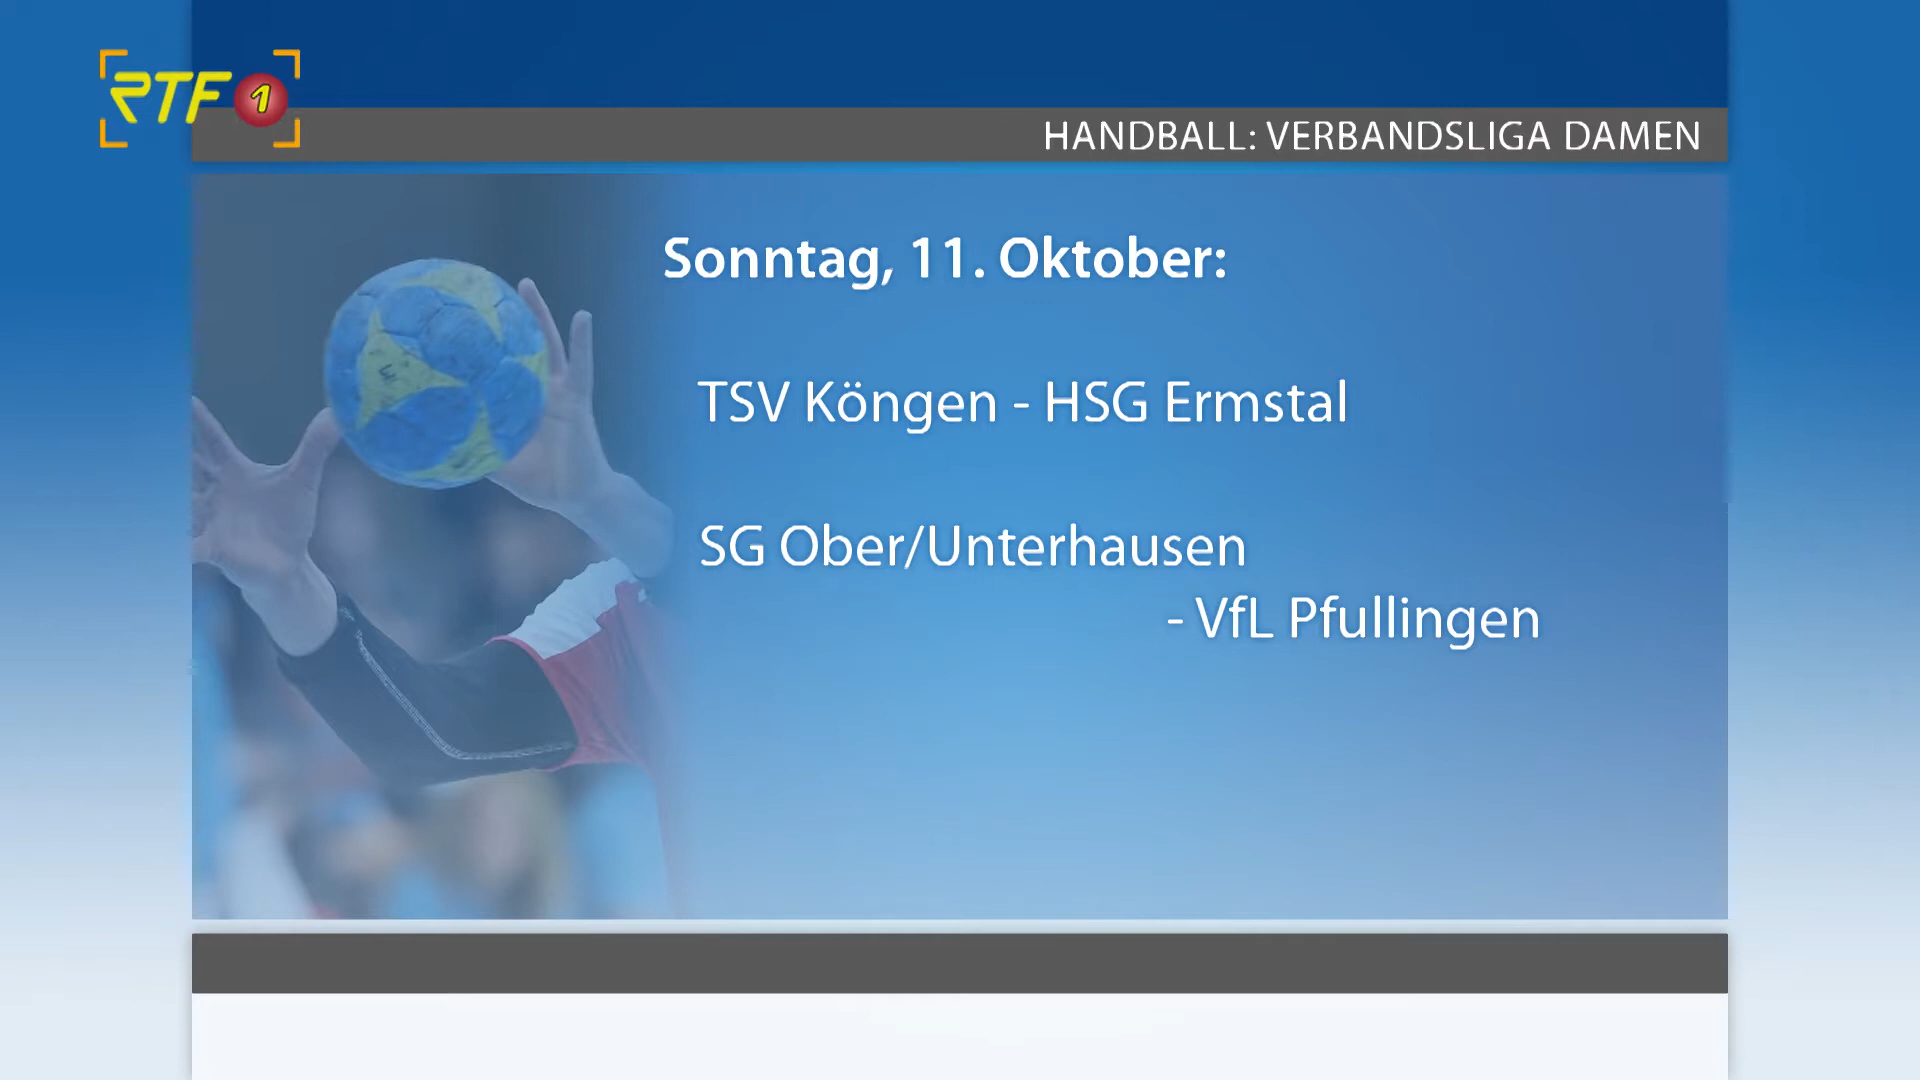 RTF 1
HANDBALL: VERBANDSLIGA DAMEN
Sonntag, 11. Oktober:
TSV Köngen - HSG Ermstal
SG Ober/Unterhausen
- VfL Pfullingen